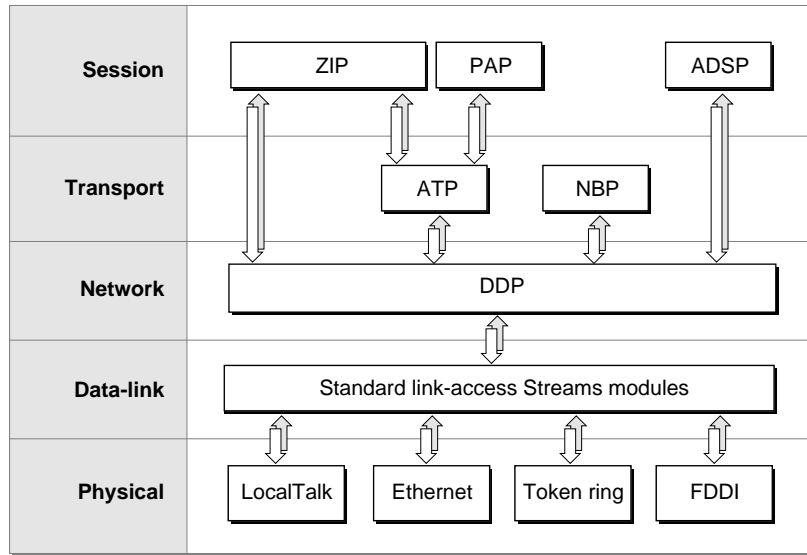 Session
ZIP
PAP
ADSP
Transport
ATP
NBP
Network
DDP
Data-link
Standard link-access Streams modules
Physical
LocalTalk
Ethernet
Token ring
FDDI